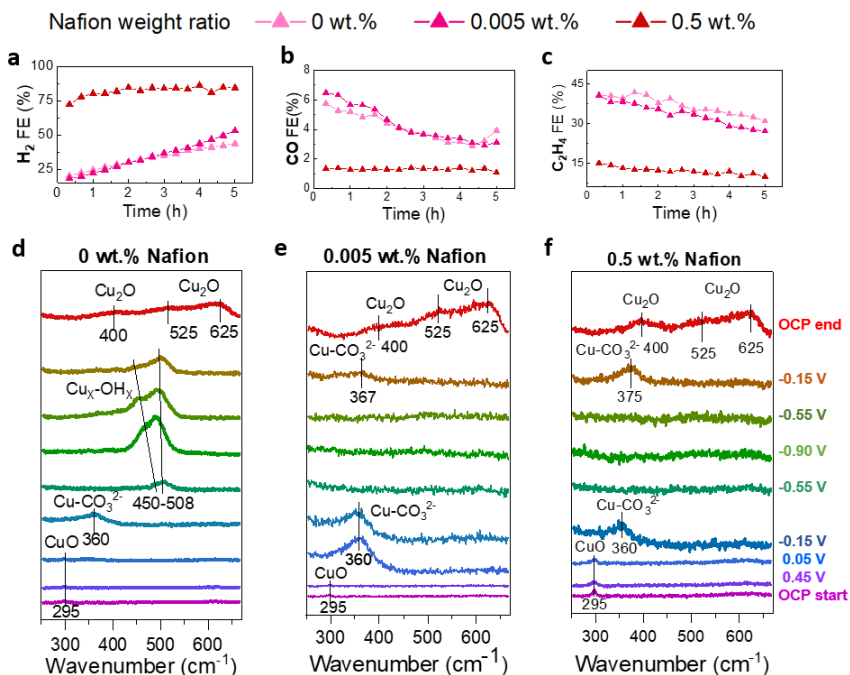 Nafion weight ratio 0 wt.% 0.005 wt.% 0.5 wt.%
a b c
100 75 50 25
H₂ FE (%)
0 1 2 3 4 5
Time (h)
8 6 4 2 0
CO FE(%)
0 1 2 3 4 5
Time (h)
45 30 15
C₂H₄ FE (%)
0 1 2 3 4 5
Time (h)
d 0 wt.% Nafion
Cu₂O Cu₂O
400 525 625
Cuₓ-OHₓ
450-508
Cu-CO₃²⁻
360
CuO
295
300 400 500 600
Wavenumber (cm⁻¹)
e 0.005 wt.% Nafion
Cu₂O Cu₂O
400 525 625
Cu-CO₃²⁻
367
Cu-CO₃²⁻
360
CuO
295
300 400 500 600
Wavenumber (cm⁻¹)
f 0.5 wt.% Nafion
Cu₂O Cu₂O
400 525 625
Cu-CO₃²⁻
375
Cu-CO₃²⁻
360
CuO
295
300 400 500 600
Wavenumber (cm⁻¹)
OCP end
-0.15 V
-0.55 V
-0.90 V
-0.55 V
-0.15 V
0.05 V
0.45 V
OCP start